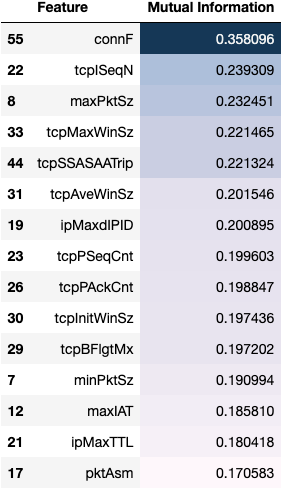 Feature Mutual Information
55 connF 0.358096
22 tcpISeqN 0.239309
8 maxPktSz 0.232451
33 tcpMaxWinSz 0.221465
44 tcpSSASAATrip 0.221324
31 tcpAveWinSz 0.201546
19 ipMaxdIPID 0.200895
23 tcpPSeqCnt 0.199603
26 tcpPAckCnt 0.198847
30 tcpInitWinSz 0.197436
29 tcpBFlgtMx 0.197202
7 minPktSz 0.190994
12 maxIAT 0.185810
21 ipMaxTTL 0.180418
17 pktAsm 0.170583